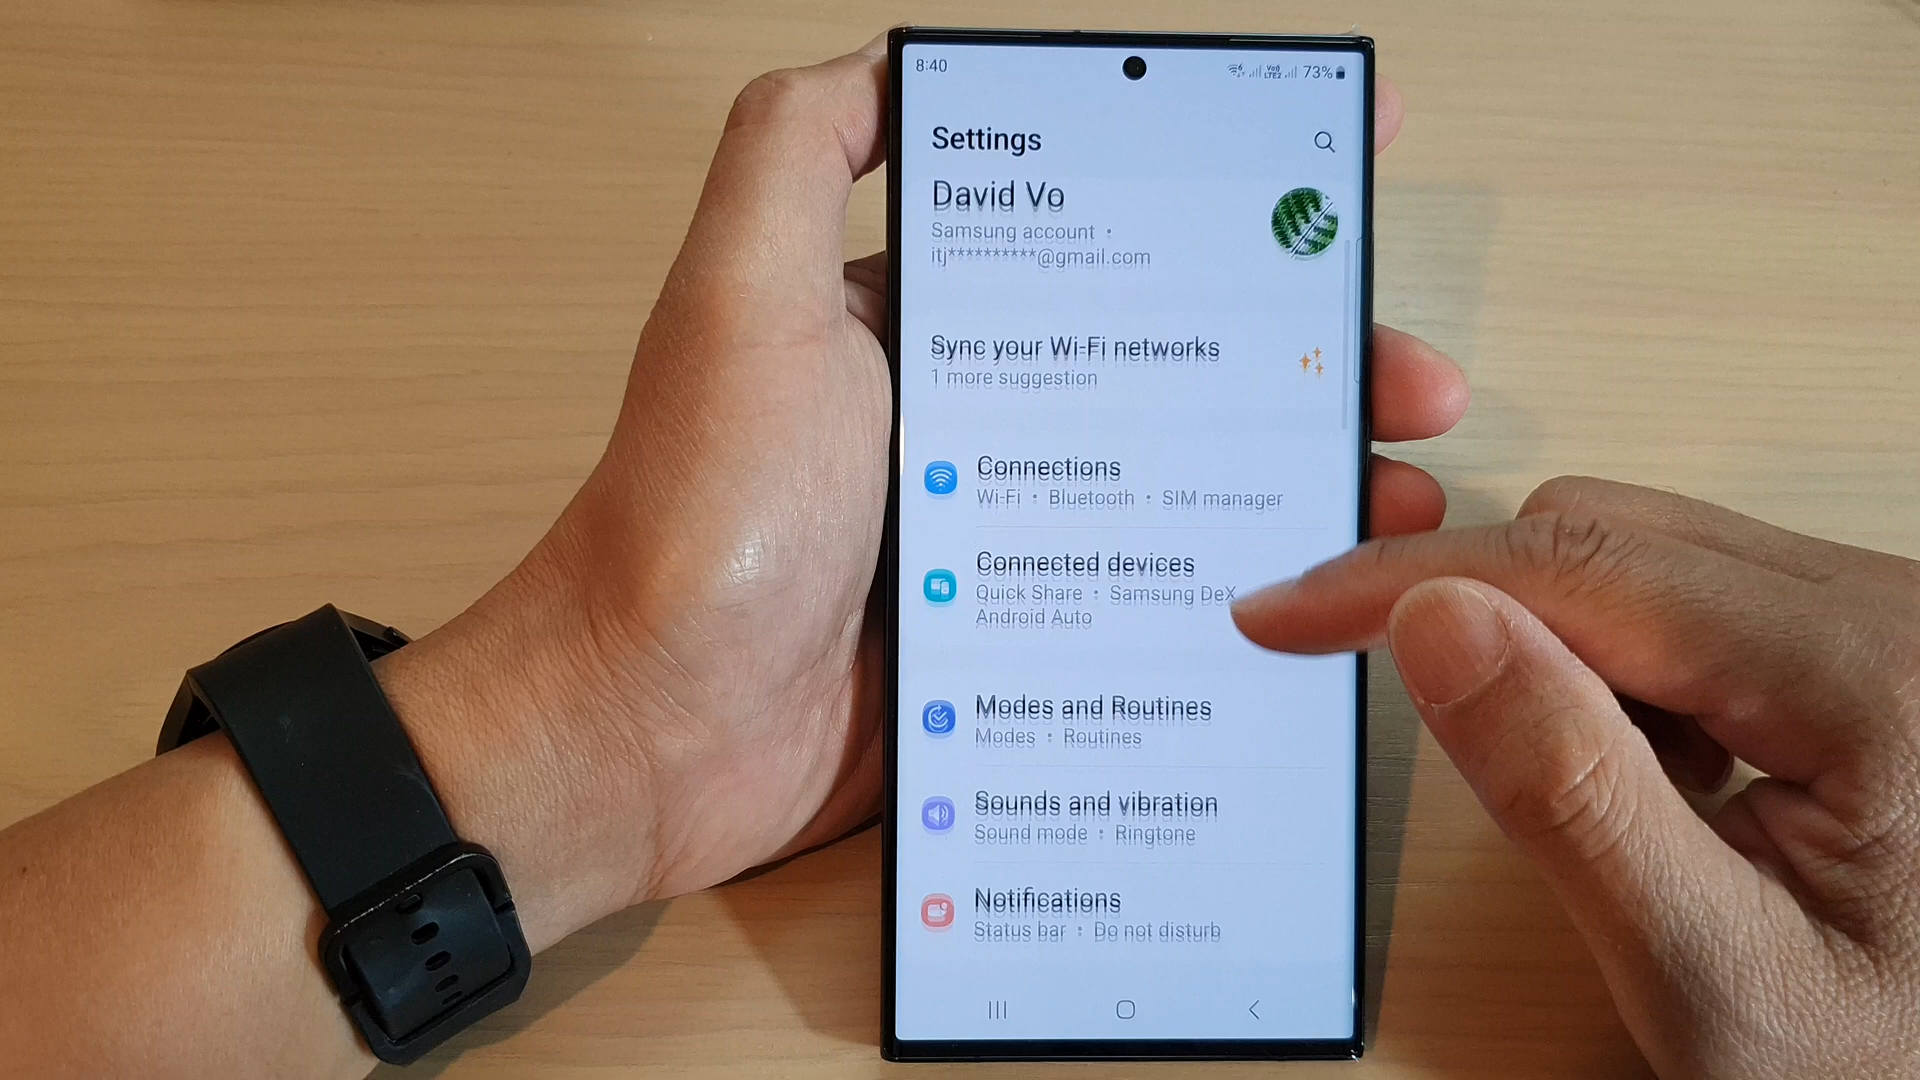 8:40
Vo)) LTE2 73%
Settings
David Vo
Samsung account •
itj**********@gmail.com
Sync your Wi-Fi networks
1 more suggestion
Connections
Wi-Fi • Bluetooth • SIM manager
Connected devices
Quick Share • Samsung DeX
Android Auto
Modes and Routines
Modes • Routines
Sounds and vibration
Sound mode • Ringtone
Notifications
Status bar • Do not disturb